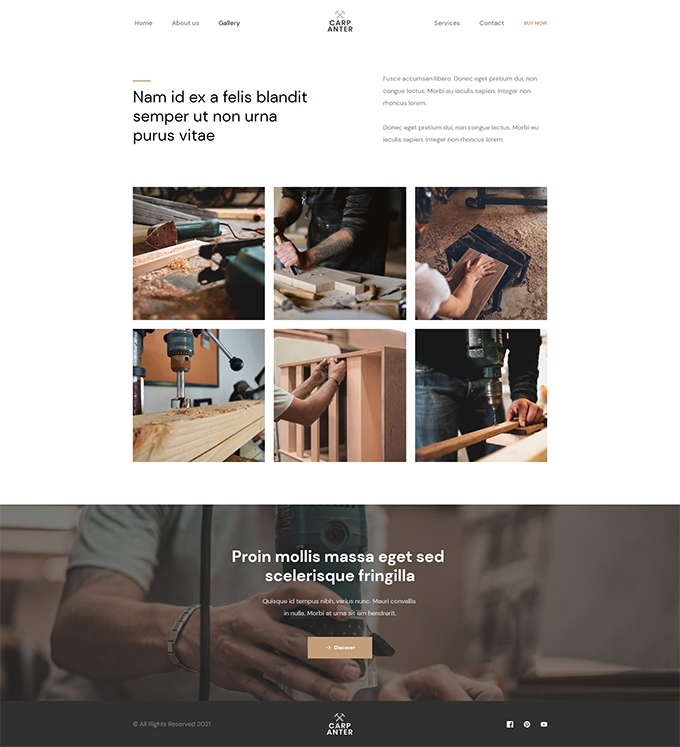 Home About us Gallery
CARP
ANTER
Services Contact BUY NOW
Nam id ex a felis blandit
semper ut non urna
purus vitae
Fusce accumsan libero. Donec eget pretium dui, non
congue lectus. Morbi eu iaculis sapien. Integer non
rhoncus lorem.
Donec eget pretium dui, non congue lectus. Morbi eu
iaculis sapien. Integer non rhoncus lorem.
Proin mollis massa eget sed
scelerisque fringilla
Quisque id tempus nibh, varius nunc. Mauri convallis
in nulla. Morbi at urna sit em hendrerit.
Discover
© All Rights Reserved 2021
CARP
ANTER